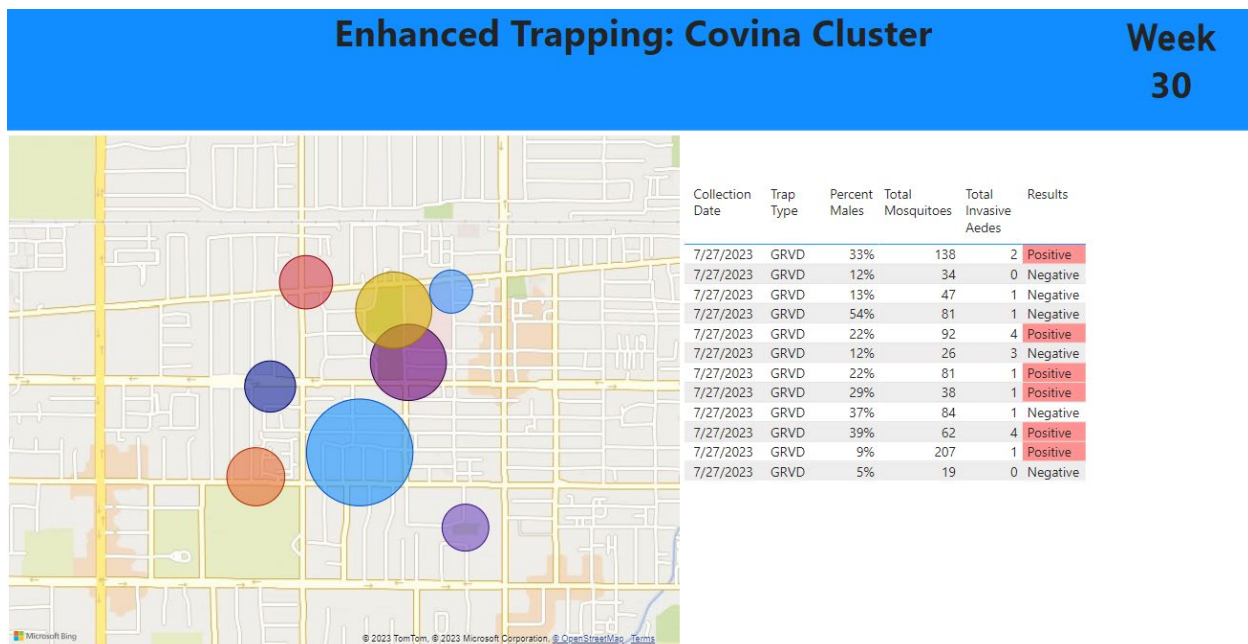 Enhanced Trapping: Covina Cluster
Week
30
Collection Trap Percent Total Total Results
Date Type Males Mosquitoes Invasive
Aedes
7/27/2023 GRVD 33% 138 2 Positive
7/27/2023 GRVD 12% 34 0 Negative
7/27/2023 GRVD 13% 47 1 Negative
7/27/2023 GRVD 54% 81 1 Negative
7/27/2023 GRVD 22% 92 4 Positive
7/27/2023 GRVD 12% 26 3 Negative
7/27/2023 GRVD 22% 81 1 Positive
7/27/2023 GRVD 29% 38 1 Positive
7/27/2023 GRVD 37% 84 1 Negative
7/27/2023 GRVD 39% 62 4 Positive
7/27/2023 GRVD 9% 207 1 Positive
7/27/2023 GRVD 5% 19 0 Negative
Microsoft Bing
© 2023 TomTom, © 2023 Microsoft Corporation, © OpenStreetMap Terms